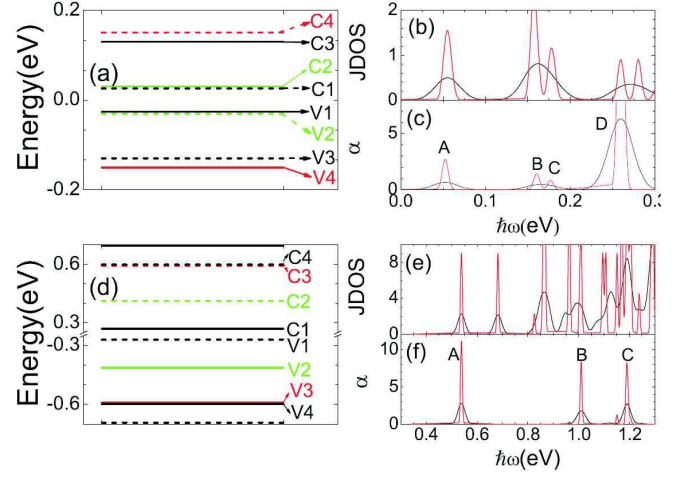 0.2
0.0
-0.2
Energy(eV)
(a)
C4
C3
C2
C1
V1
V2
V3
V4
2
1
0
JDOS
(b)
5
0
α
(c)
A
B
C
D
0.0
0.1
0.2
0.3
ℏω(eV)
0.6
0.3
-0.3
-0.6
Energy(eV)
(d)
C4
C3
C2
C1
V1
V2
V3
V4
8
4
0
JDOS
(e)
10
5
0
α
(f)
A
B
C
0.4
0.6
0.8
1.0
1.2
ℏω(eV)